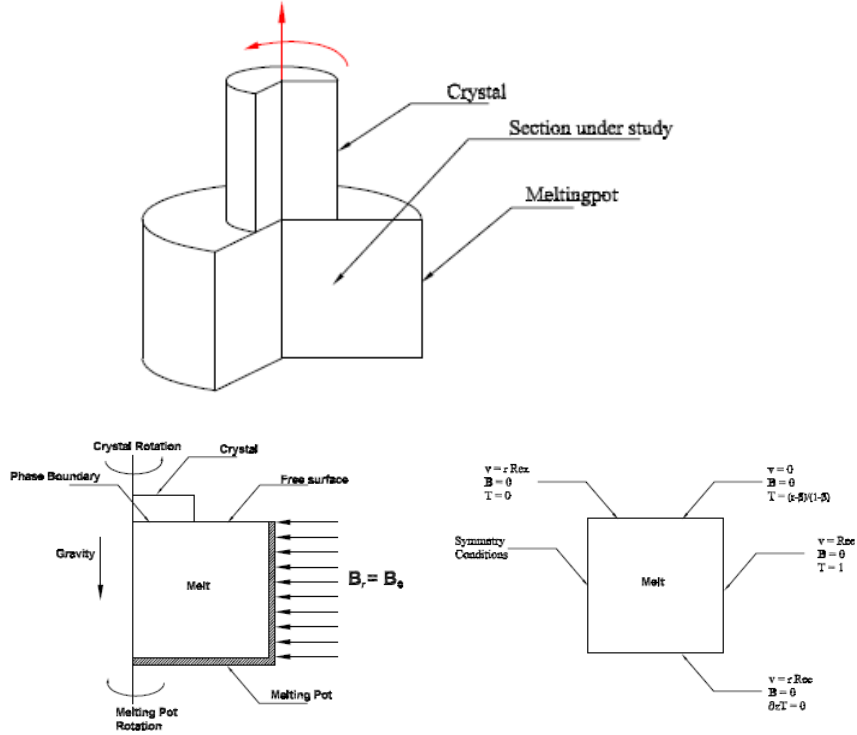 Crystal
Section under study
Meltingpot
Crystal Rotation
Crystal
Phase Boundary
Free surface
Gravity
Melt
Bᵣ = B₀
Melting Pot
Melting Pot
Rotation
v = r Rex
B = 0
T = 0
v = 0
B = 0
T = (r-β)/(1-β)
Symmetry
Conditions
Melt
v = Rec
B = 0
T = 1
v = r Rec
B = 0
∂zT = 0